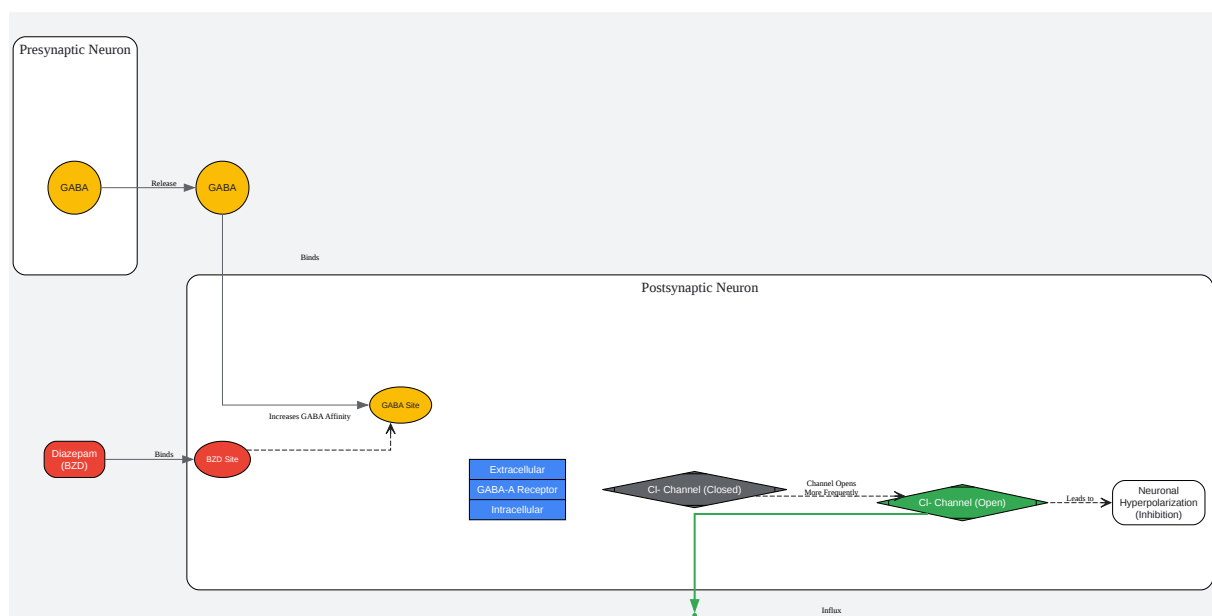 Presynaptic Neuron
GABA
Release
GABA
Binds
Postsynaptic Neuron
GABA Site
Increases GABA Affinity
Diazepam
(BZD)
Binds
BZD Site
Extracellular
GABA-A Receptor
Intracellular
Cl- Channel (Closed)
Channel Opens
More Frequently
Cl- Channel (Open)
Leads to
Neuronal
Hyperpolarization
(Inhibition)
Influx